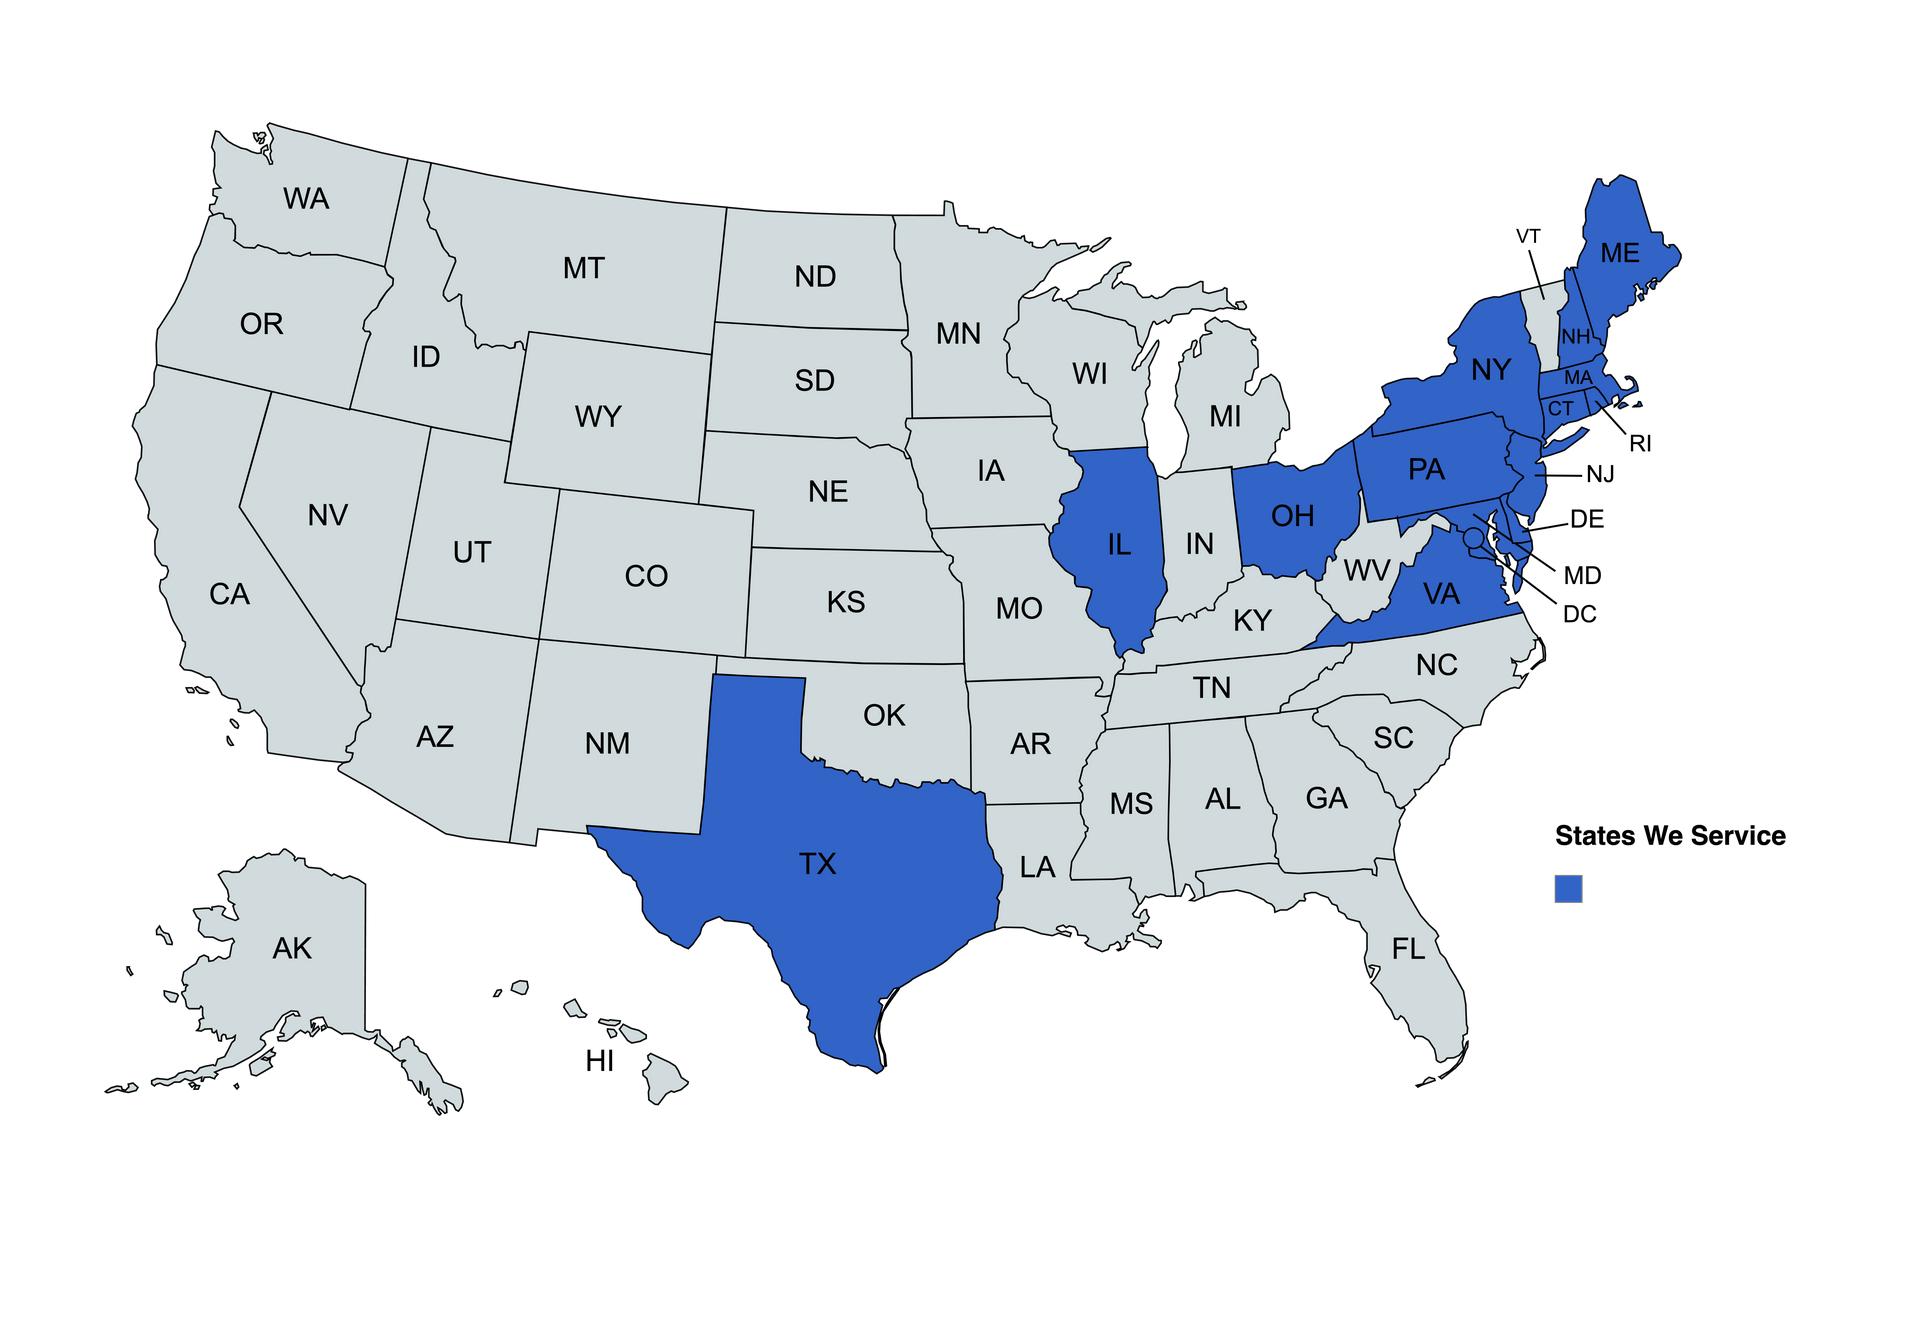 WA
MT
ND
VT
ME
OR
ID
MN
NH
SD
WI
NY
MA
WY
MI
CT
RI
IA
PA
NJ
NE
NV
OH
DE
UT
IL
IN
CO
WV
MD
CA
KS
VA
MO
KY
DC
NC
TN
OK
AZ
NM
AR
SC
MS
AL
GA
States We Service
TX
LA
AK
FL
HI